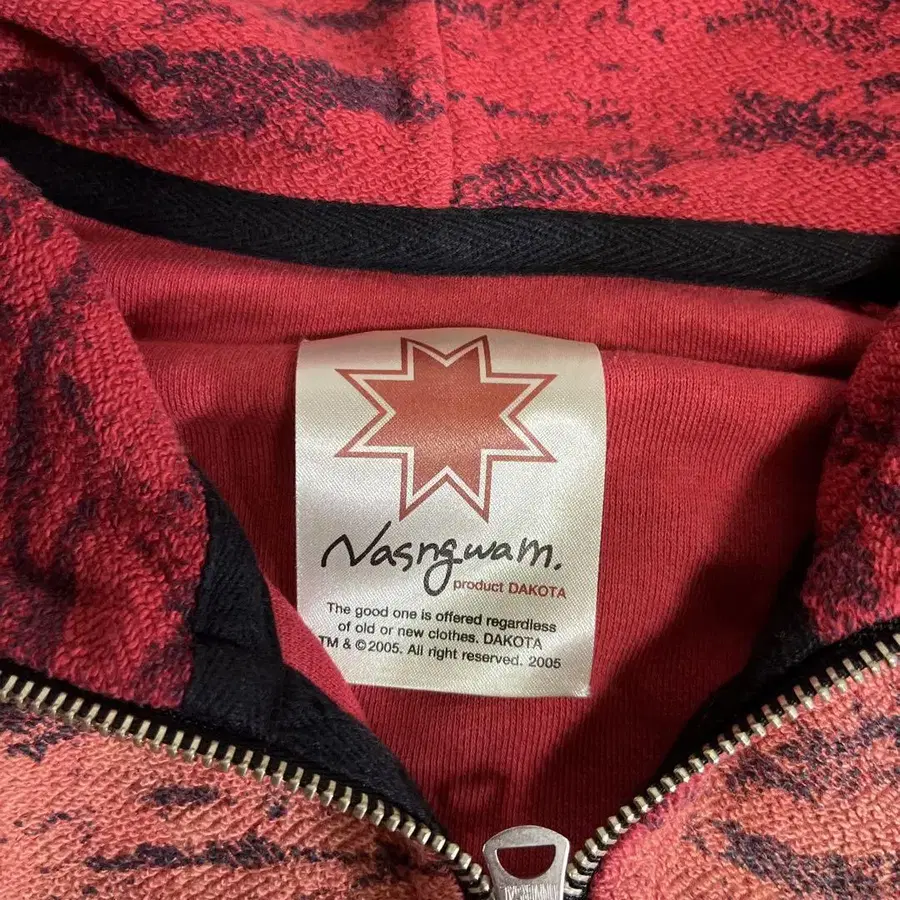 Nasngwam.
product DAKOTA
The good one is offered regardless
of old or new clothes. DAKOTA
TM & ©2005. All right reserved. 2005